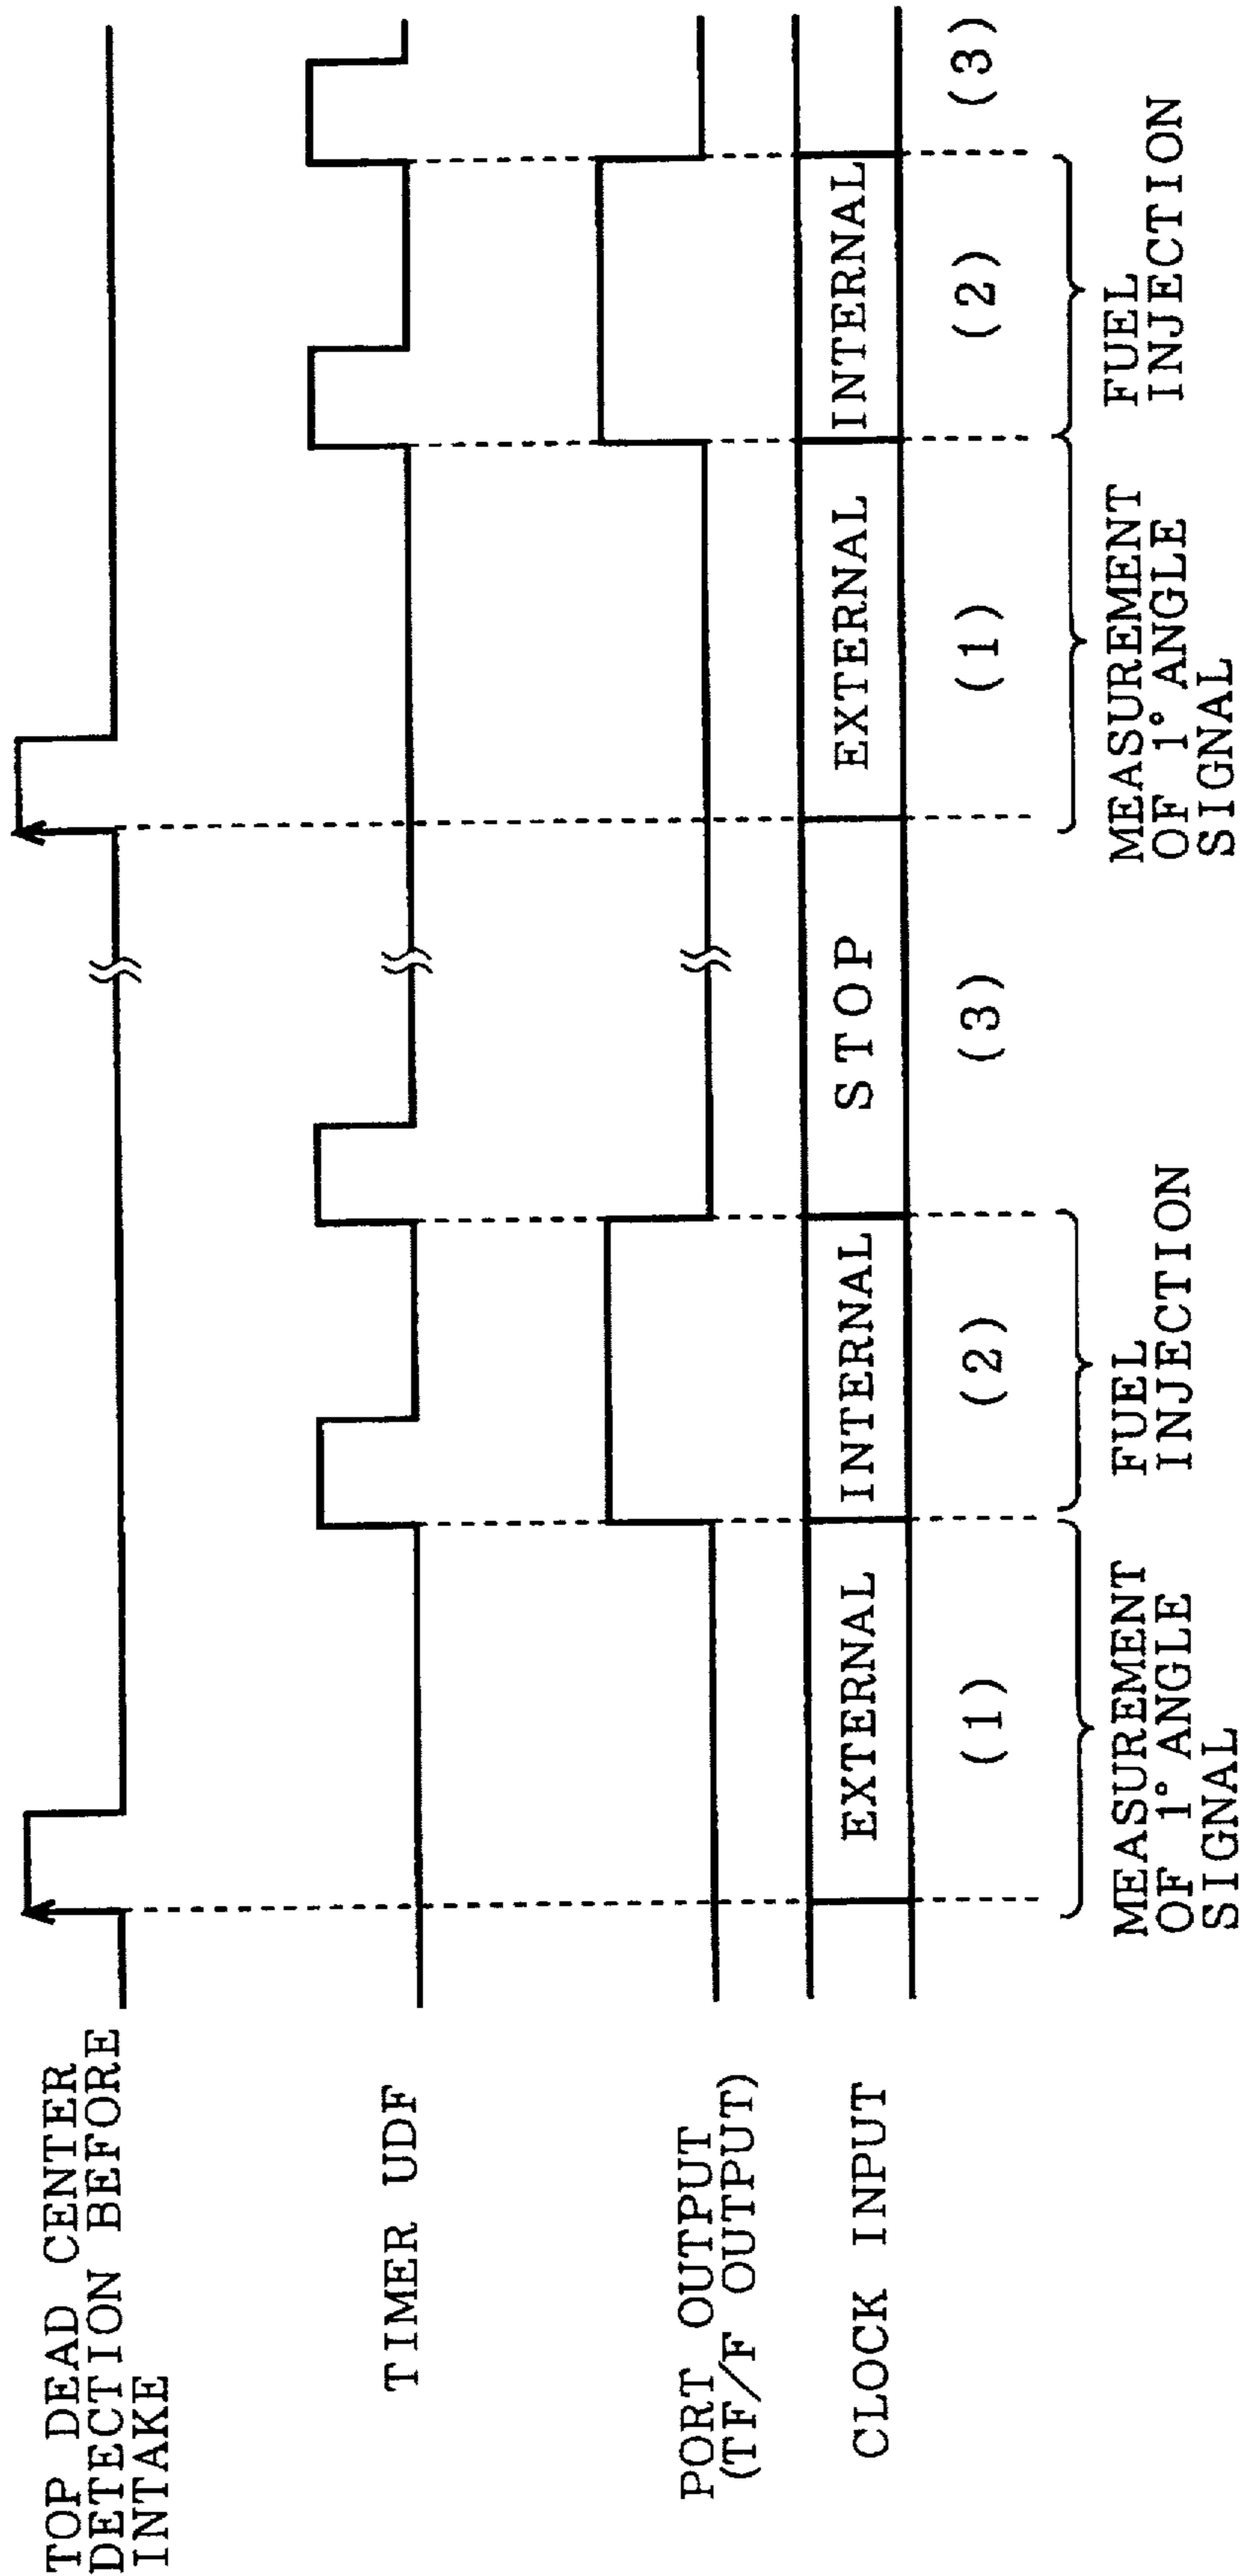 TOP DEAD CENTER
DETECTION BEFORE
INTAKE
TIMER UDF
PORT OUTPUT
(TF/F OUTPUT)
CLOCK INPUT
EXTERNAL
INTERNAL
STOP
EXTERNAL
INTERNAL
(1)
(2)
(3)
(1)
(2)
(3)
MEASUREMENT
OF 1° ANGLE
SIGNAL
FUEL
INJECTION
MEASUREMENT
OF 1° ANGLE
SIGNAL
FUEL
INJECTION